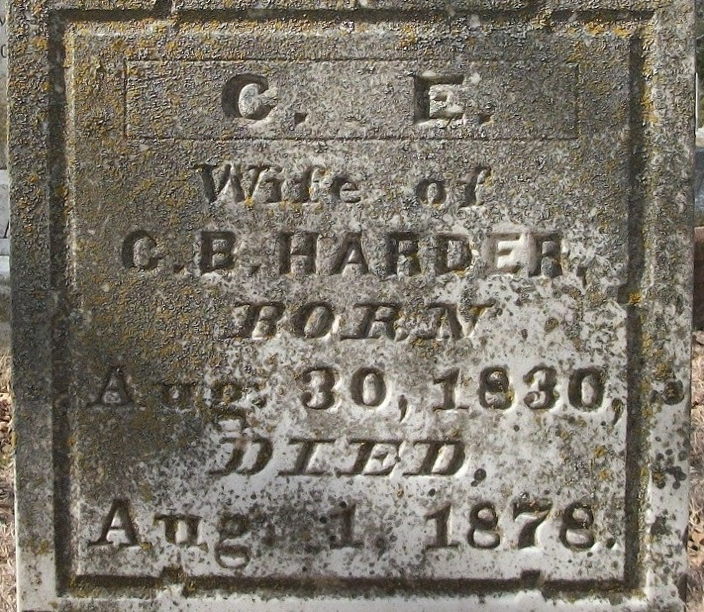 C. E.
Wife of
G. B. HARDER,
BORN
Aug. 30, 1830,
DIED.
Aug. 1, 1878.